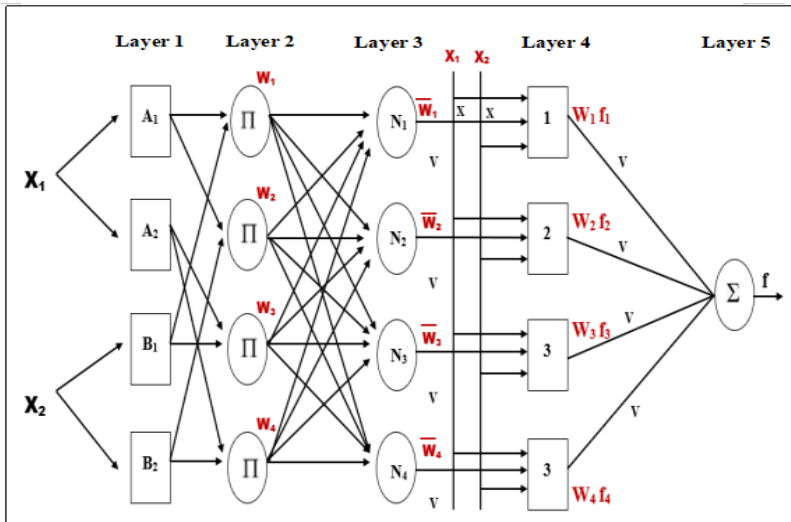 Layer 1 Layer 2 Layer 3 Layer 4 Layer 5
W₁ X₁ X₂
A₁ Π N₁ W̅₁ X X 1 W₁ f₁
V V
X₁
W₂
A₂ Π N₂ W̅₂ 2 W₂ f₂
V V
Σ f
W₃
B₁ Π N₃ W̅₃ 3 W₃ f₃
V
X₂
V V
W₄
B₂ Π N₄ W̅₄ 3
W₄ f₄
V